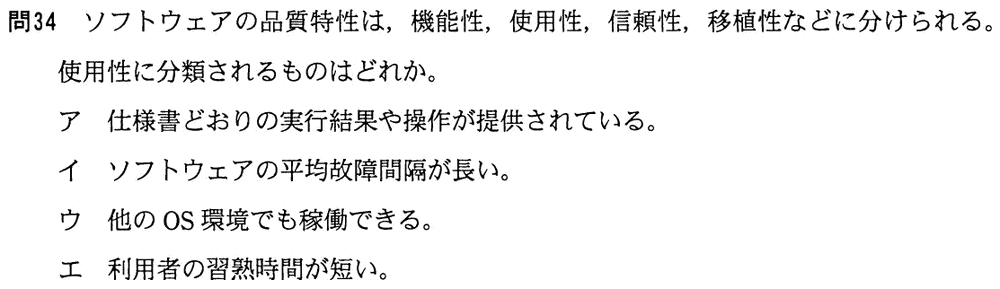 問34 ソフトウェアの品質特性は，機能性，使用性，信頼性，移植性などに分けられる。
使用性に分類されるものはどれか。
ア 仕様書どおりの実行結果や操作が提供されている。
イ ソフトウェアの平均故障間隔が長い。
ウ 他の OS 環境でも稼働できる。
エ 利用者の習熟時間が短い。